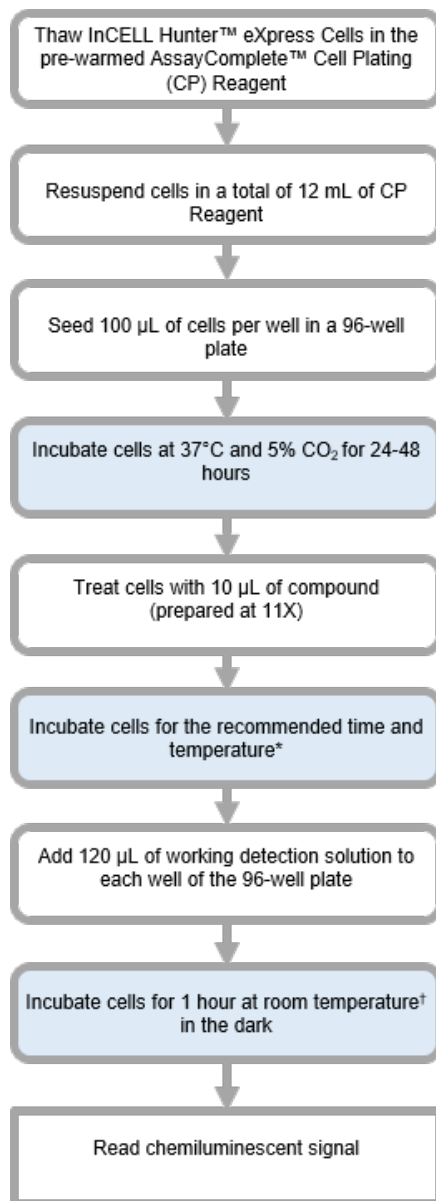 Thaw InCELL Hunter™ eXpress Cells in the
pre-warmed AssayComplete™ Cell Plating
(CP) Reagent
Resuspend cells in a total of 12 mL of CP
Reagent
Seed 100 µL of cells per well in a 96-well
plate
Incubate cells at 37°C and 5% CO₂ for 24-48
hours
Treat cells with 10 µL of compound
(prepared at 11X)
Incubate cells for the recommended time and
temperature*
Add 120 µL of working detection solution to
each well of the 96-well plate
Incubate cells for 1 hour at room temperature†
in the dark
Read chemiluminescent signal